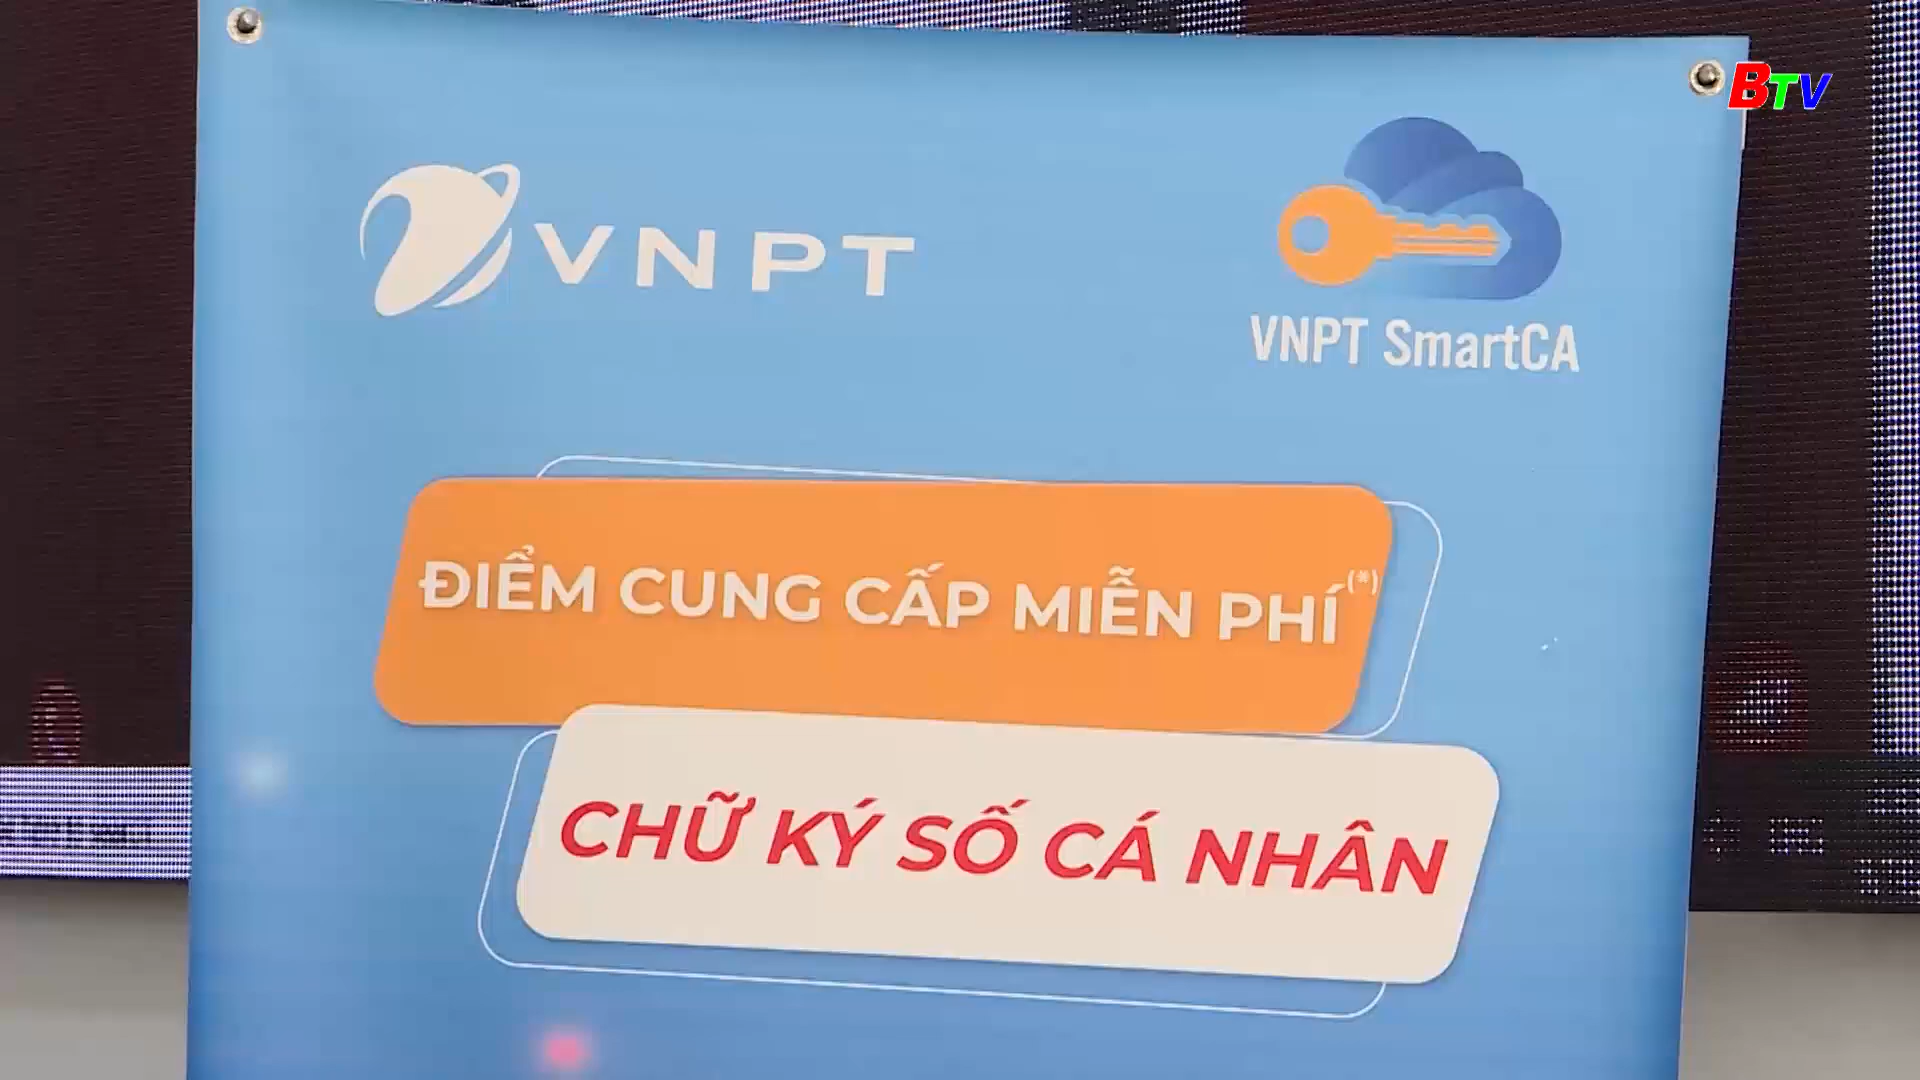 BTV
VNPT
VNPT SmartCA
ĐIỂM CUNG CẤP MIỄN PHÍ(*)
CHỮ KÝ SỐ CÁ NHÂN